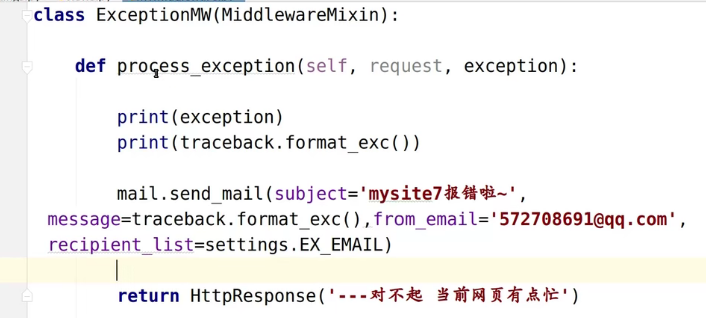 class ExceptionMW(MiddlewareMixin):
def process_exception(self, request, exception):
print(exception)
print(traceback.format_exc())
mail.send_mail(subject='mysite7报错啦~',
message=traceback.format_exc(),from_email='572708691@qq.com',
recipient_list=settings.EX_EMAIL)
return HttpResponse('---对不起 当前网页有点忙')